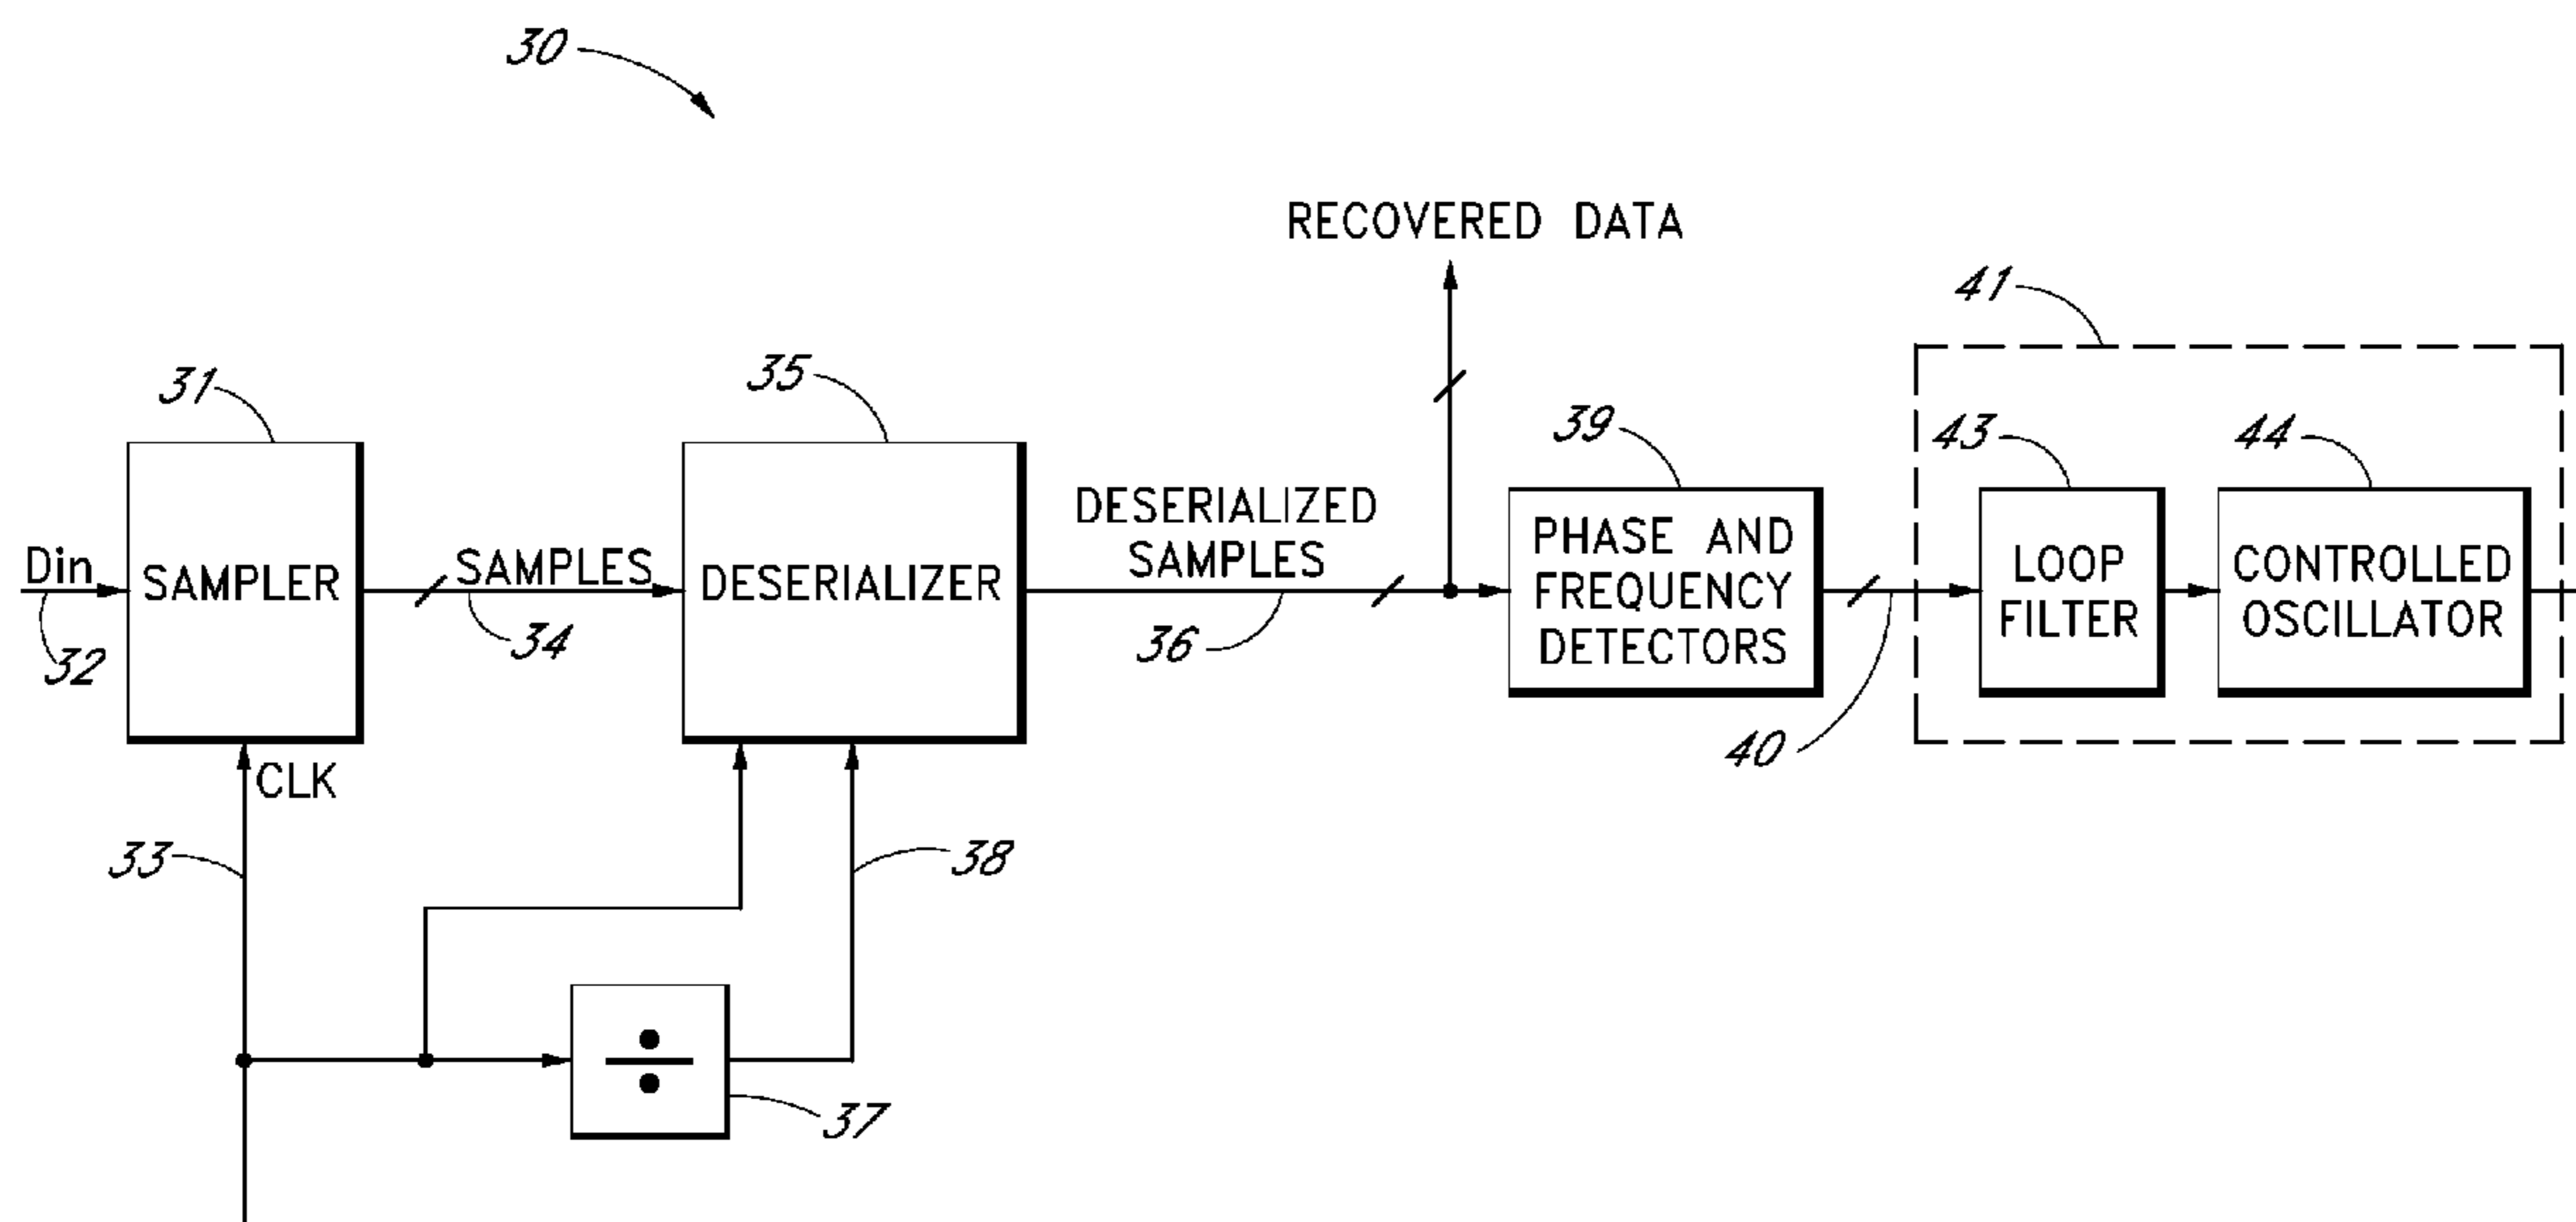 30
RECOVERED DATA
41
31
35
39
43
44
Din
SAMPLER
SAMPLES
DESERIALIZER
DESERIALIZED
SAMPLES
PHASE AND
FREQUENCY
DETECTORS
LOOP
FILTER
CONTROLLED
OSCILLATOR
32
34
36
40
CLK
33
38
÷
37